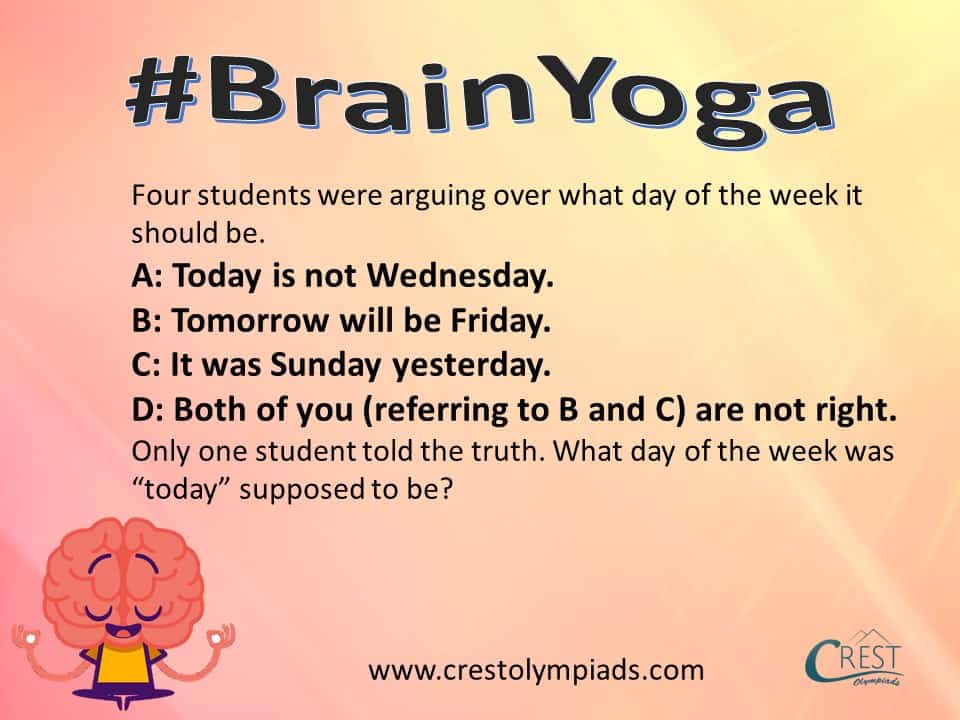 #BrainYoga
Four students were arguing over what day of the week it
should be.
A: Today is not Wednesday.
B: Tomorrow will be Friday.
C: It was Sunday yesterday.
D: Both of you (referring to B and C) are not right.
Only one student told the truth. What day of the week was
“today” supposed to be?
www.crestolympiads.com
CREST
Olympiads